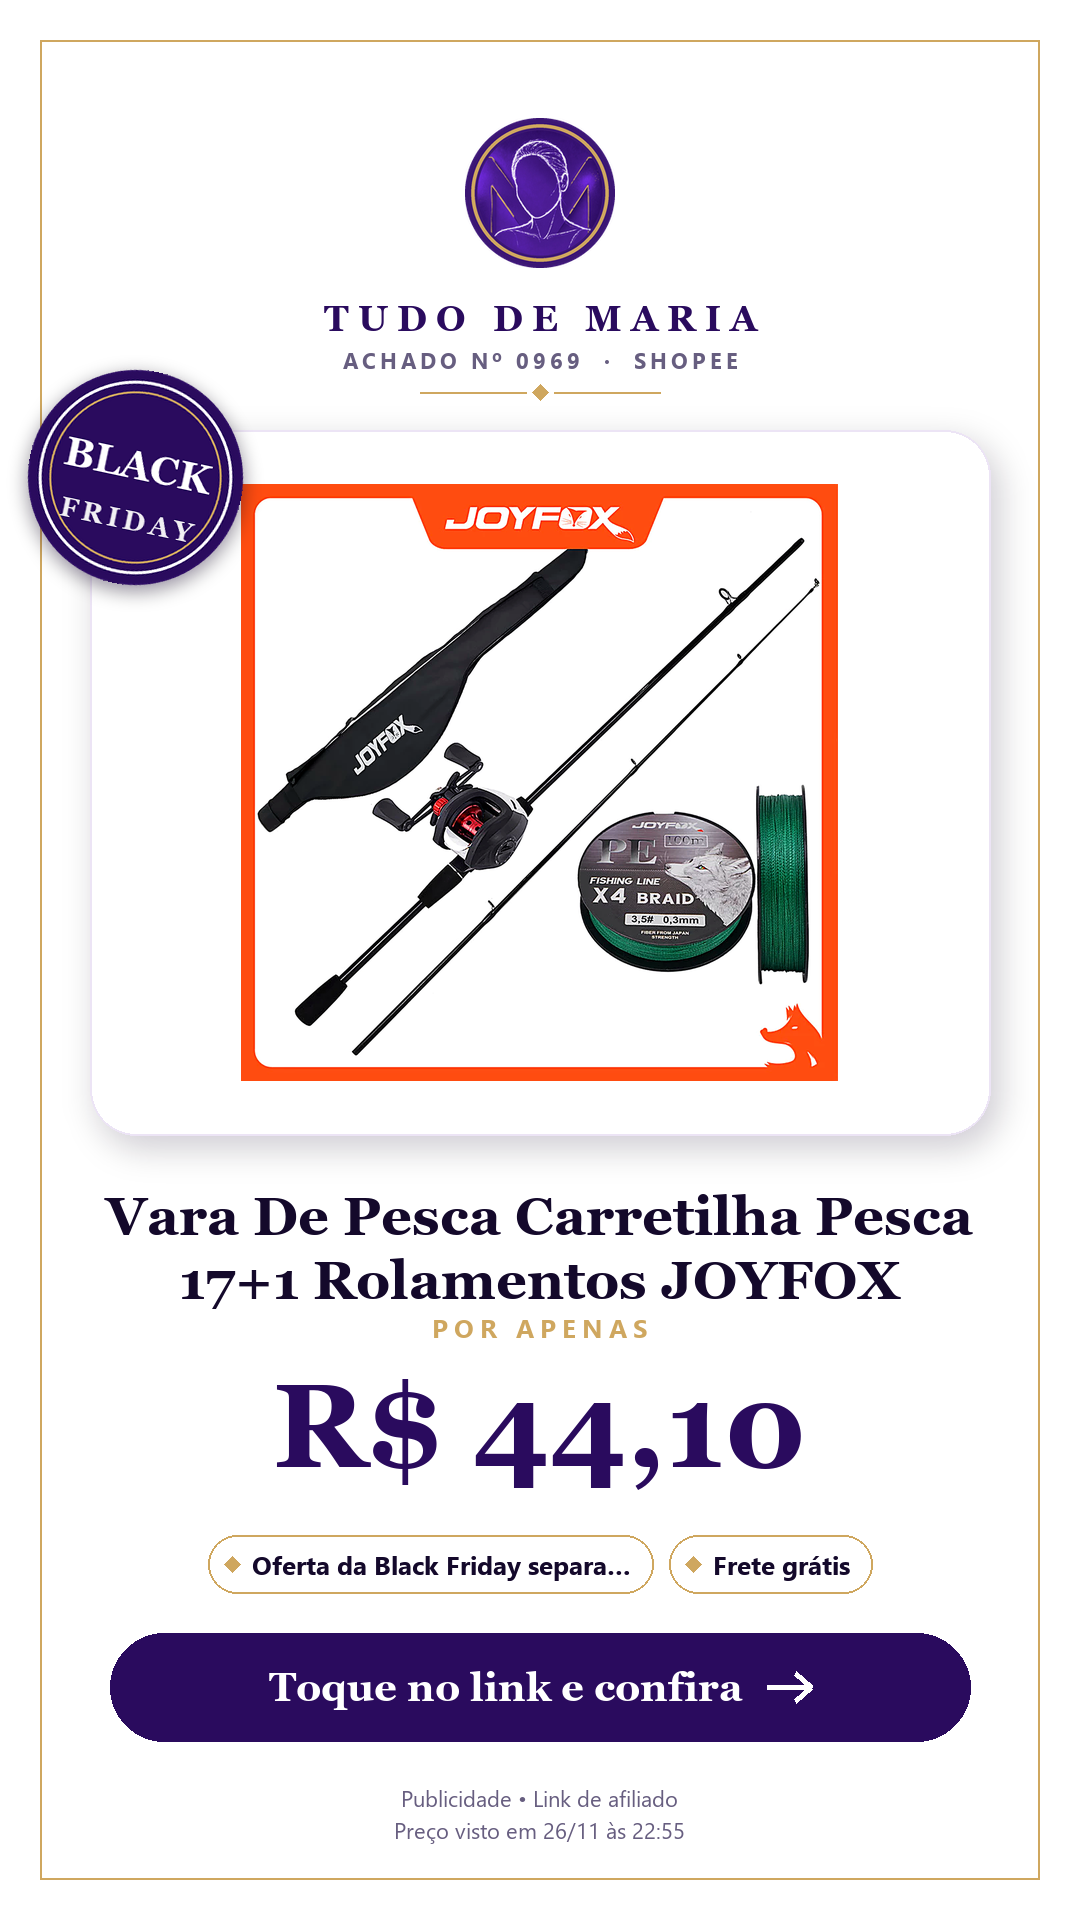 TUDO DE MARIA
ACHADO Nº 0969 · SHOPEE
BLACK
FRIDAY
JOYFOX
JOYFOX
JOYFOX
PE 100m
FISHING LINE
X4 BRAID
3,5# 0,3mm
FIBER FROM JAPAN
STRENGTH
Vara De Pesca Carretilha Pesca
17+1 Rolamentos JOYFOX
POR APENAS
R$ 44,10
Oferta da Black Friday separa...
Frete grátis
Toque no link e confira →
Publicidade • Link de afiliado
Preço visto em 26/11 às 22:55